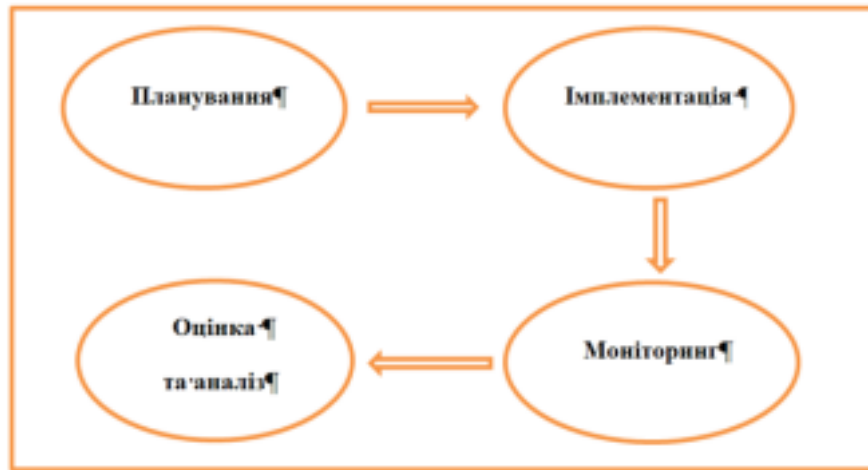 Планування¶
Імплементація·¶
Моніторинг¶
Оцінка·¶
та·аналіз¶